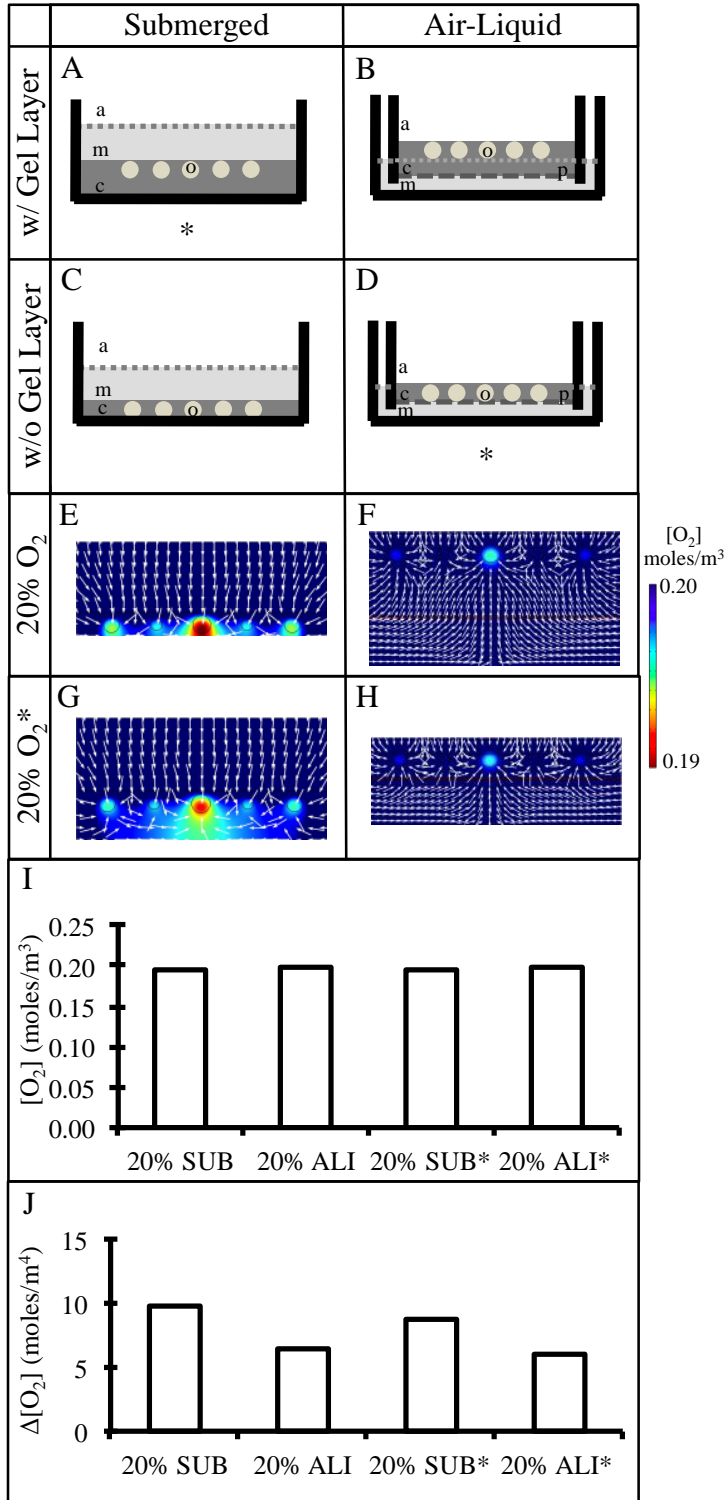 Submerged Air-Liquid
w/ Gel Layer
A
a
m
o
c
*
B
a
o
c
p
m
w/o Gel Layer
C
a
m
c o
D
a
c o p
m
*
20% O₂
E
F
[O₂]
moles/m³
0.20
0.19
20% O₂*
G
H
I
[O₂] (moles/m³)
0.25
0.20
0.15
0.10
0.05
0.00
20% SUB 20% ALI 20% SUB* 20% ALI*
J
Δ[O₂] (moles/m⁴)
15
10
5
0
20% SUB 20% ALI 20% SUB* 20% ALI*